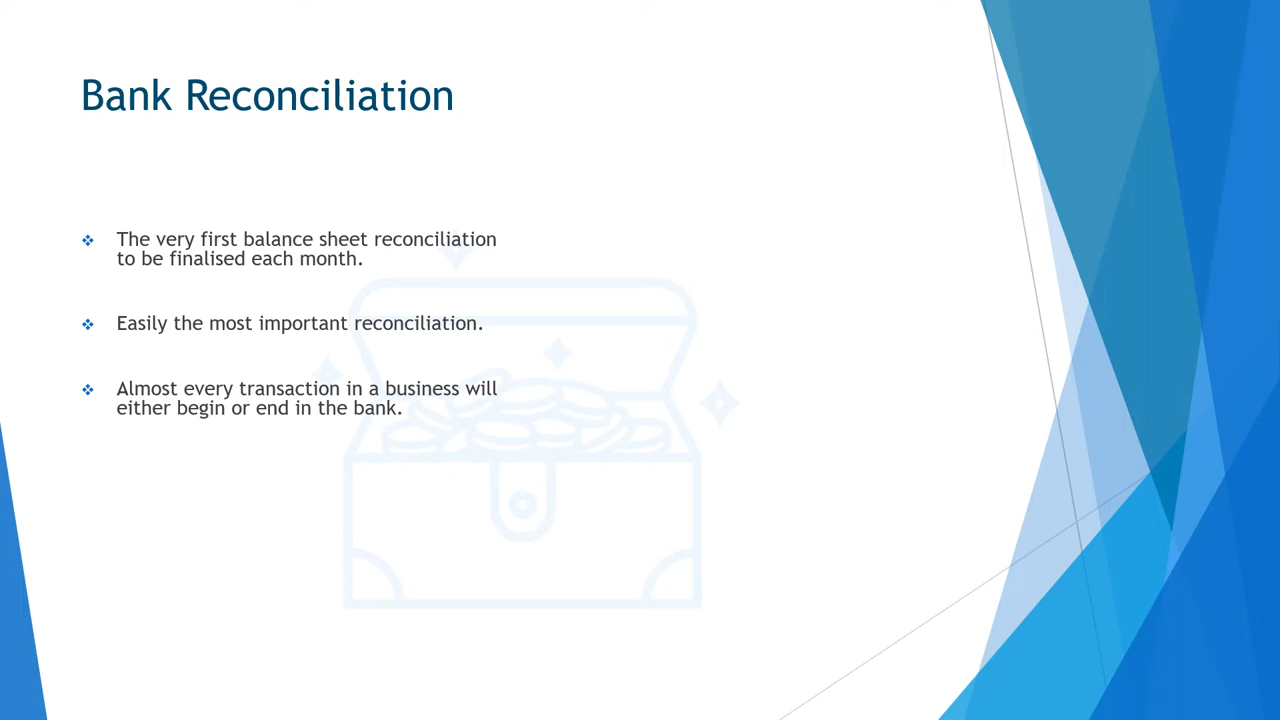 Bank Reconciliation
The very first balance sheet reconciliation
to be finalised each month.
Easily the most important reconciliation.
Almost every transaction in a business will
either begin or end in the bank.